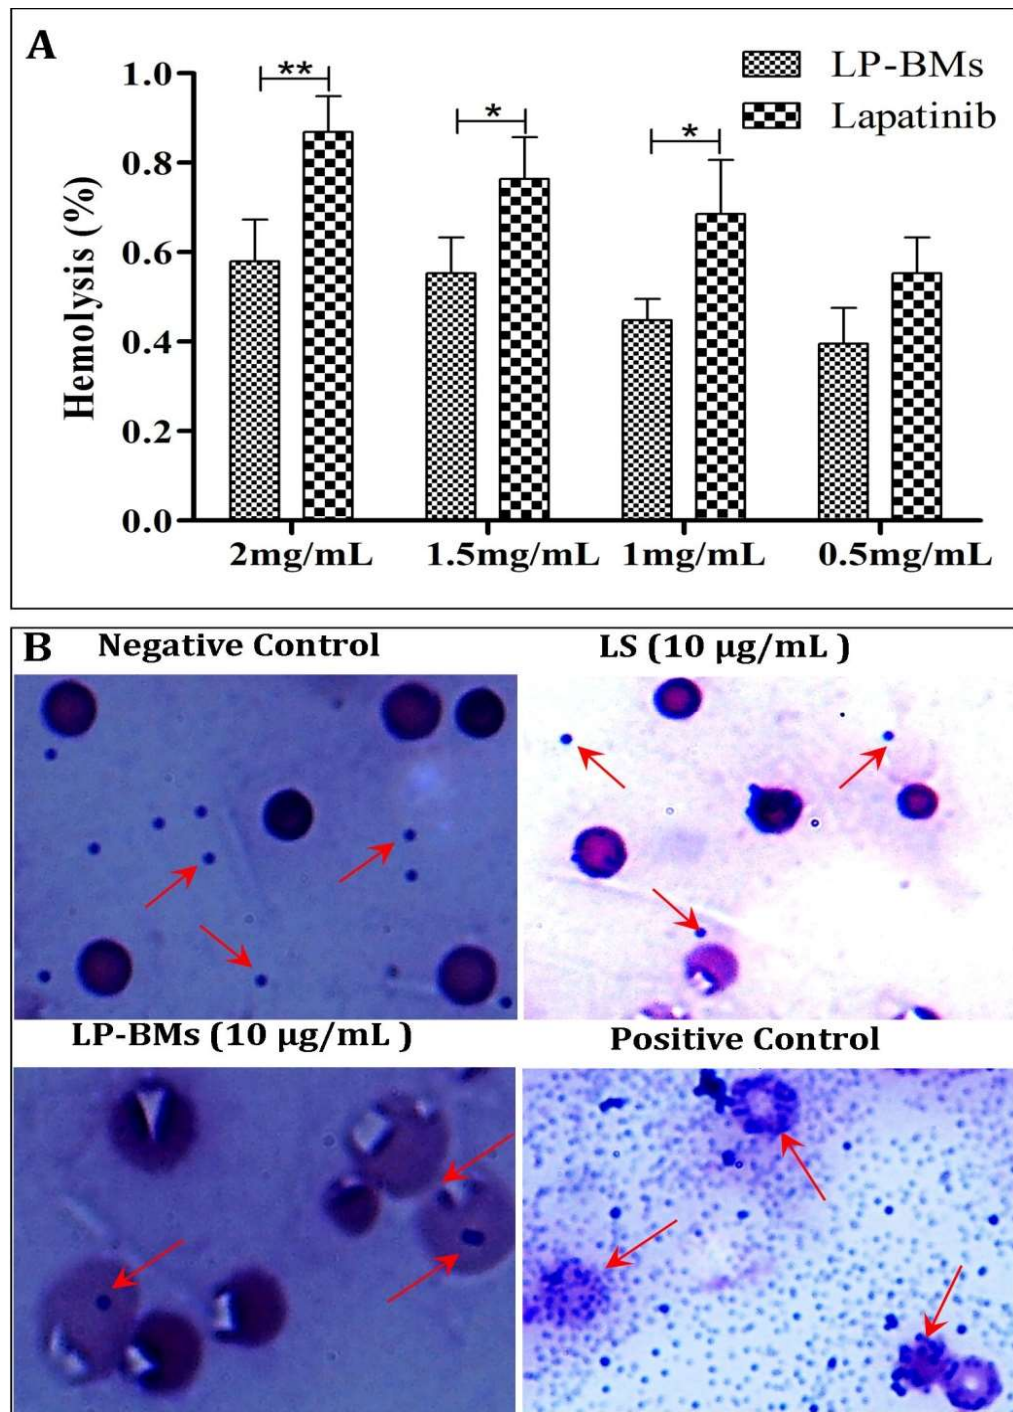 A
LP-BMs
Lapatinib
Hemolysis (%)
1.0
0.8
0.6
0.4
0.2
0.0
**
*
*
2mg/mL 1.5mg/mL 1mg/mL 0.5mg/mL
B
Negative Control LS (10 µg/mL )
LP-BMs (10 µg/mL ) Positive Control